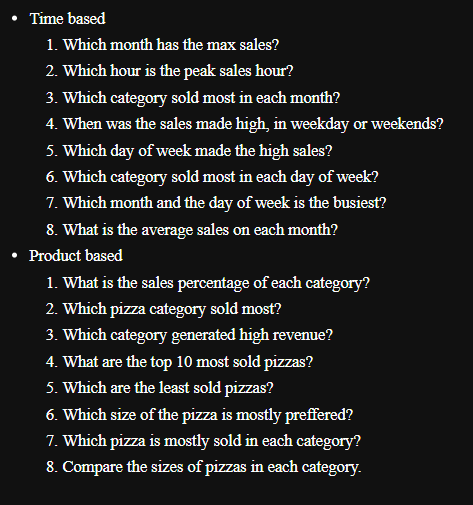 • Time based
1. Which month has the max sales?
2. Which hour is the peak sales hour?
3. Which category sold most in each month?
4. When was the sales made high, in weekday or weekends?
5. Which day of week made the high sales?
6. Which category sold most in each day of week?
7. Which month and the day of week is the busiest?
8. What is the average sales on each month?
• Product based
1. What is the sales percentage of each category?
2. Which pizza category sold most?
3. Which category generated high revenue?
4. What are the top 10 most sold pizzas?
5. Which are the least sold pizzas?
6. Which size of the pizza is mostly preffered?
7. Which pizza is mostly sold in each category?
8. Compare the sizes of pizzas in each category.